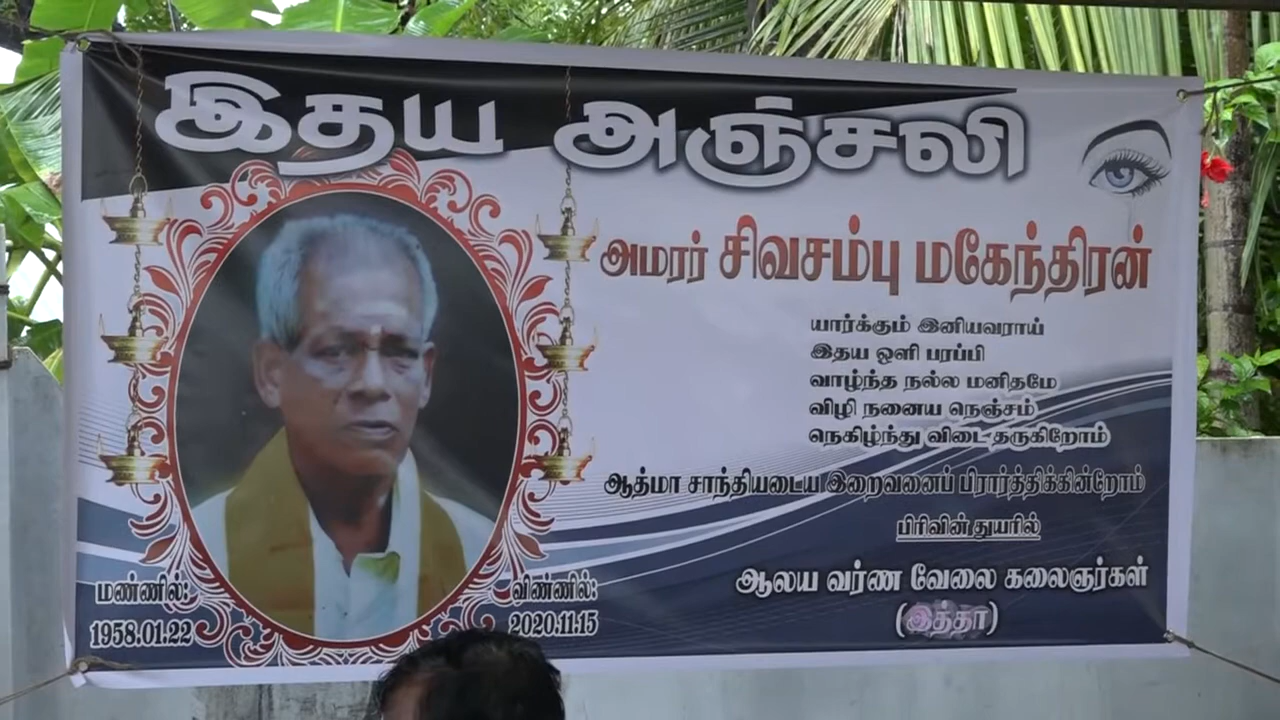 இதய அஞ்சலி
அமரர் சிவசம்பு மகேந்திரன்
யார்க்கும் இனியவராய்
இதய ஒளி பரப்பி
வாழ்ந்த நல்ல மனிதமே
விழி நனைய நெஞ்சம்
நெகிழ்ந்து விடை தருகிறோம்
ஆத்மா சாந்தியடைய இறைவனைப் பிரார்த்திக்கின்றோம்
பிரிவின் துயரில்
ஆலய வர்ண வேலை கலைஞர்கள்
(இத்தா)
மண்ணில்:
1958.01.22
விண்ணில்:
2020.11.15